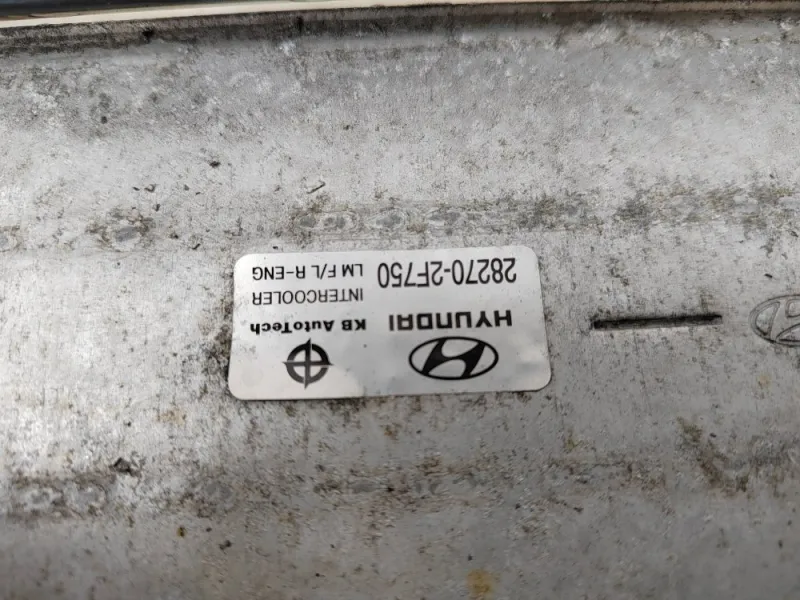 HYUNDAI
KB AutoTech
INTERCOOLER
28270-2F750
LM F/L R-ENG